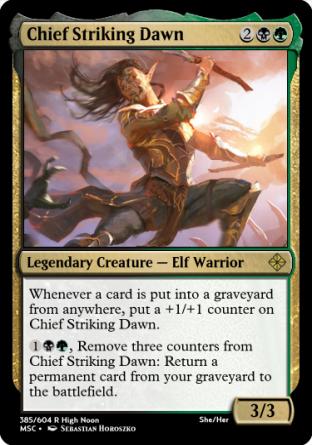 Chief Striking Dawn 2
Legendary Creature — Elf Warrior
Whenever a card is put into a graveyard
from anywhere, put a +1/+1 counter on
Chief Striking Dawn.
1, Remove three counters from
Chief Striking Dawn: Return a
permanent card from your graveyard to
the battlefield.
3/3
385/604 R High Noon She/Her
MSC • Sebastian Horoszko